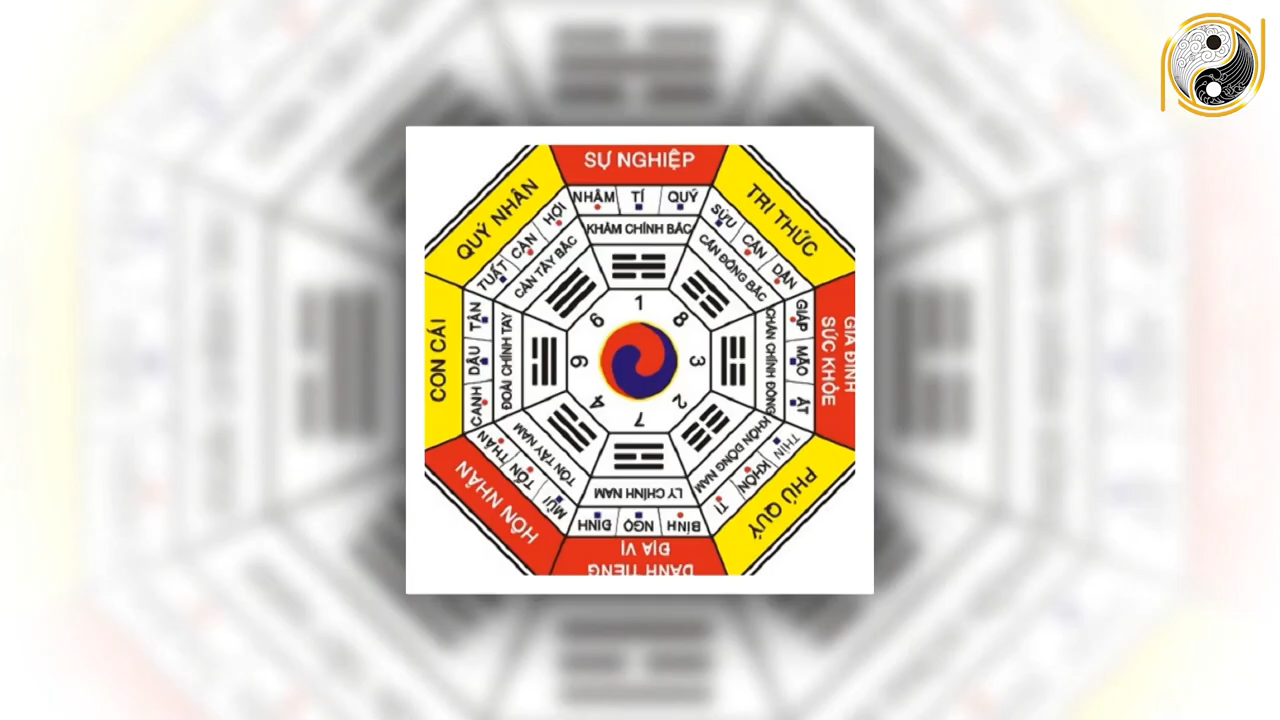 SỰ NGHIỆP
NHÂM TÍ QUÝ
KHẢM CHÍNH BẮC
1
TRI THỨC
SỬU CẤN DẦN
CẤN ĐÔNG BẮC
8
GIA ĐÌNH
SỨC KHỎE
GIÁP MÃO ẤT
CHẤN CHÍNH ĐÔNG
3
PHÚ QUÝ
THÌN KHÔN TỊ
KHÔN ĐÔNG NAM
2
DANH TIẾNG
ĐỊA VỊ
BÍNH NGỌ ĐINH
LY CHÍNH NAM
7
HÔN NHÂN
MÙI TỐN THÂN
TỐN TÂY NAM
4
CON CÁI
CANH DẬU TÂN
ĐOÀI CHÍNH TAY
6
QUÝ NHÂN
TUẤT CÀN HỢI
CÀN TÂY BẮC
9